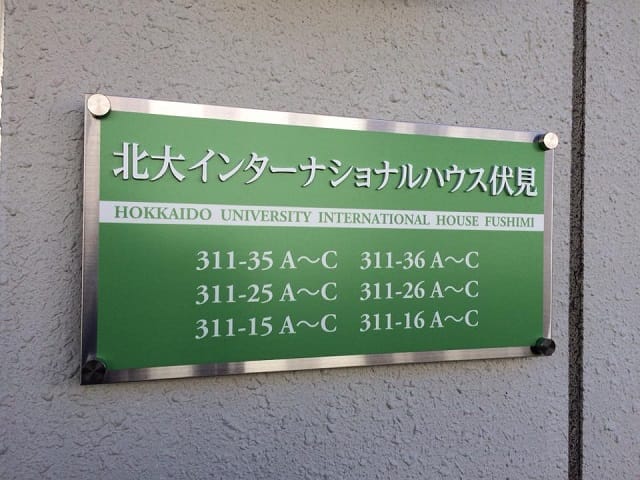 北大インターナショナルハウス伏見
HOKKAIDO UNIVERSITY INTERNATIONAL HOUSE FUSHIMI
311-35 A～C 311-36 A～C
311-25 A～C 311-26 A～C
311-15 A～C 311-16 A～C